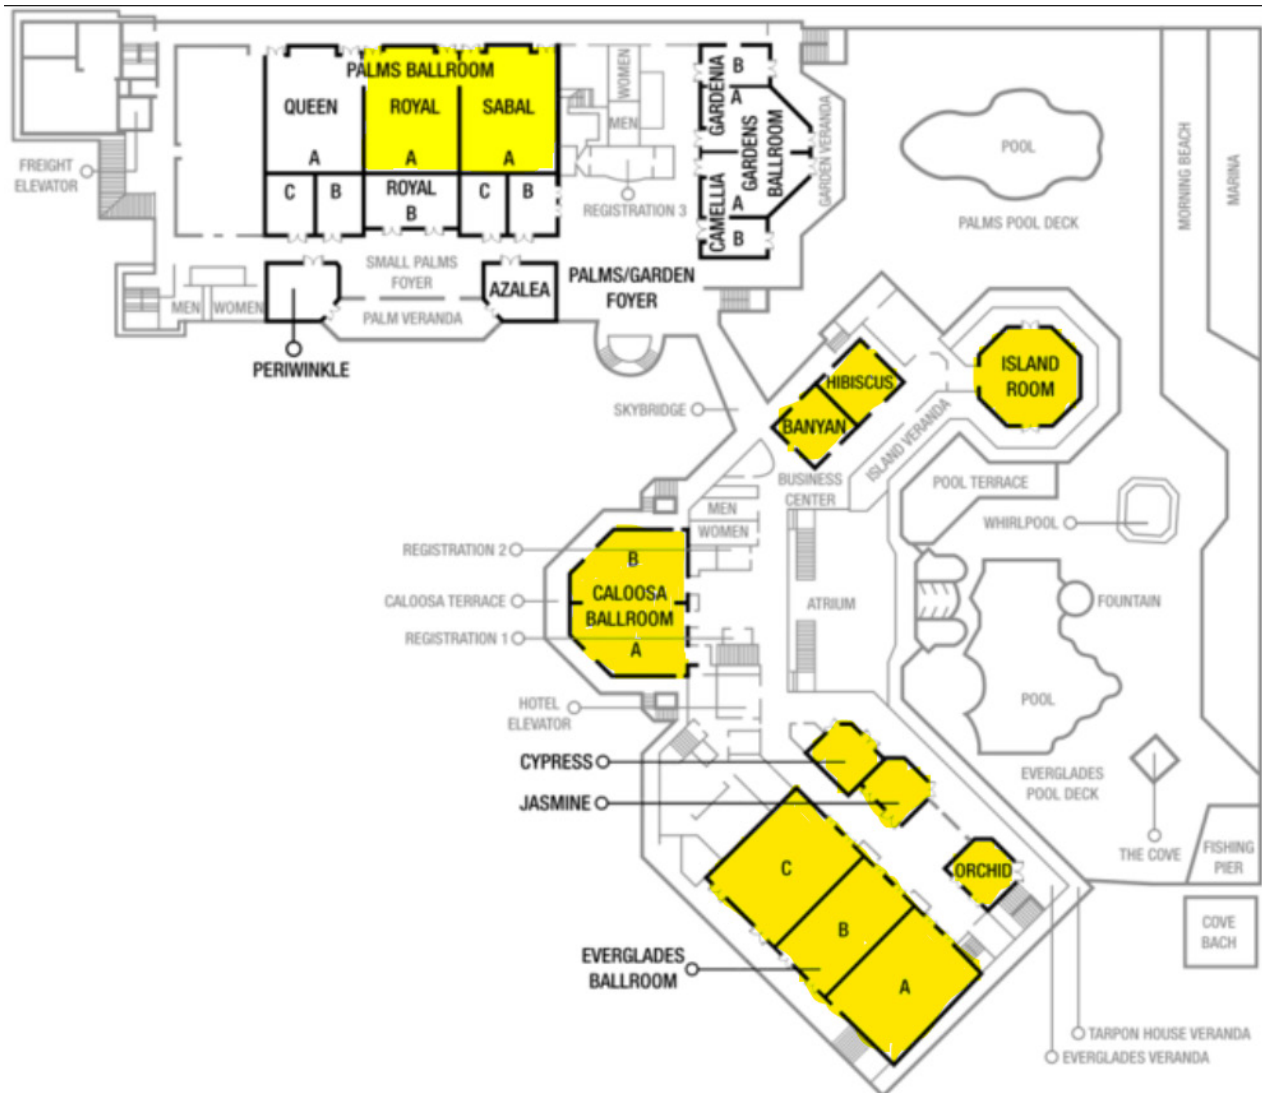 PALMS BALLROOM
QUEEN
ROYAL
SABAL
A
A
A
C
B
ROYAL
B
C
B
FREIGHT
ELEVATOR
MEN
WOMEN
SMALL PALMS
FOYER
PALM VERANDA
AZALEA
PERIWINKLE
WOMEN
MEN
REGISTRATION 3
PALMS/GARDEN
FOYER
B
GARDENIA
A
GARDENS
BALLROOM
CAMELLIA
A
B
GARDEN VERANDA
POOL
PALMS POOL DECK
MORNING BEACH
MARINA
SKYBRIDGE
HIBISCUS
BANYAN
ISLAND
ROOM
ISLAND VERANDA
BUSINESS
CENTER
POOL TERRACE
WHIRLPOOL
MEN
WOMEN
REGISTRATION 2
CALOOSA TERRACE
REGISTRATION 1
B
CALOOSA
BALLROOM
A
ATRIUM
FOUNTAIN
POOL
HOTEL
ELEVATOR
CYPRESS
JASMINE
EVERGLADES
POOL DECK
THE COVE
FISHING
PIER
ORCHID
C
B
A
EVERGLADES
BALLROOM
COVE
BACH
TARPON HOUSE VERANDA
EVERGLADES VERANDA